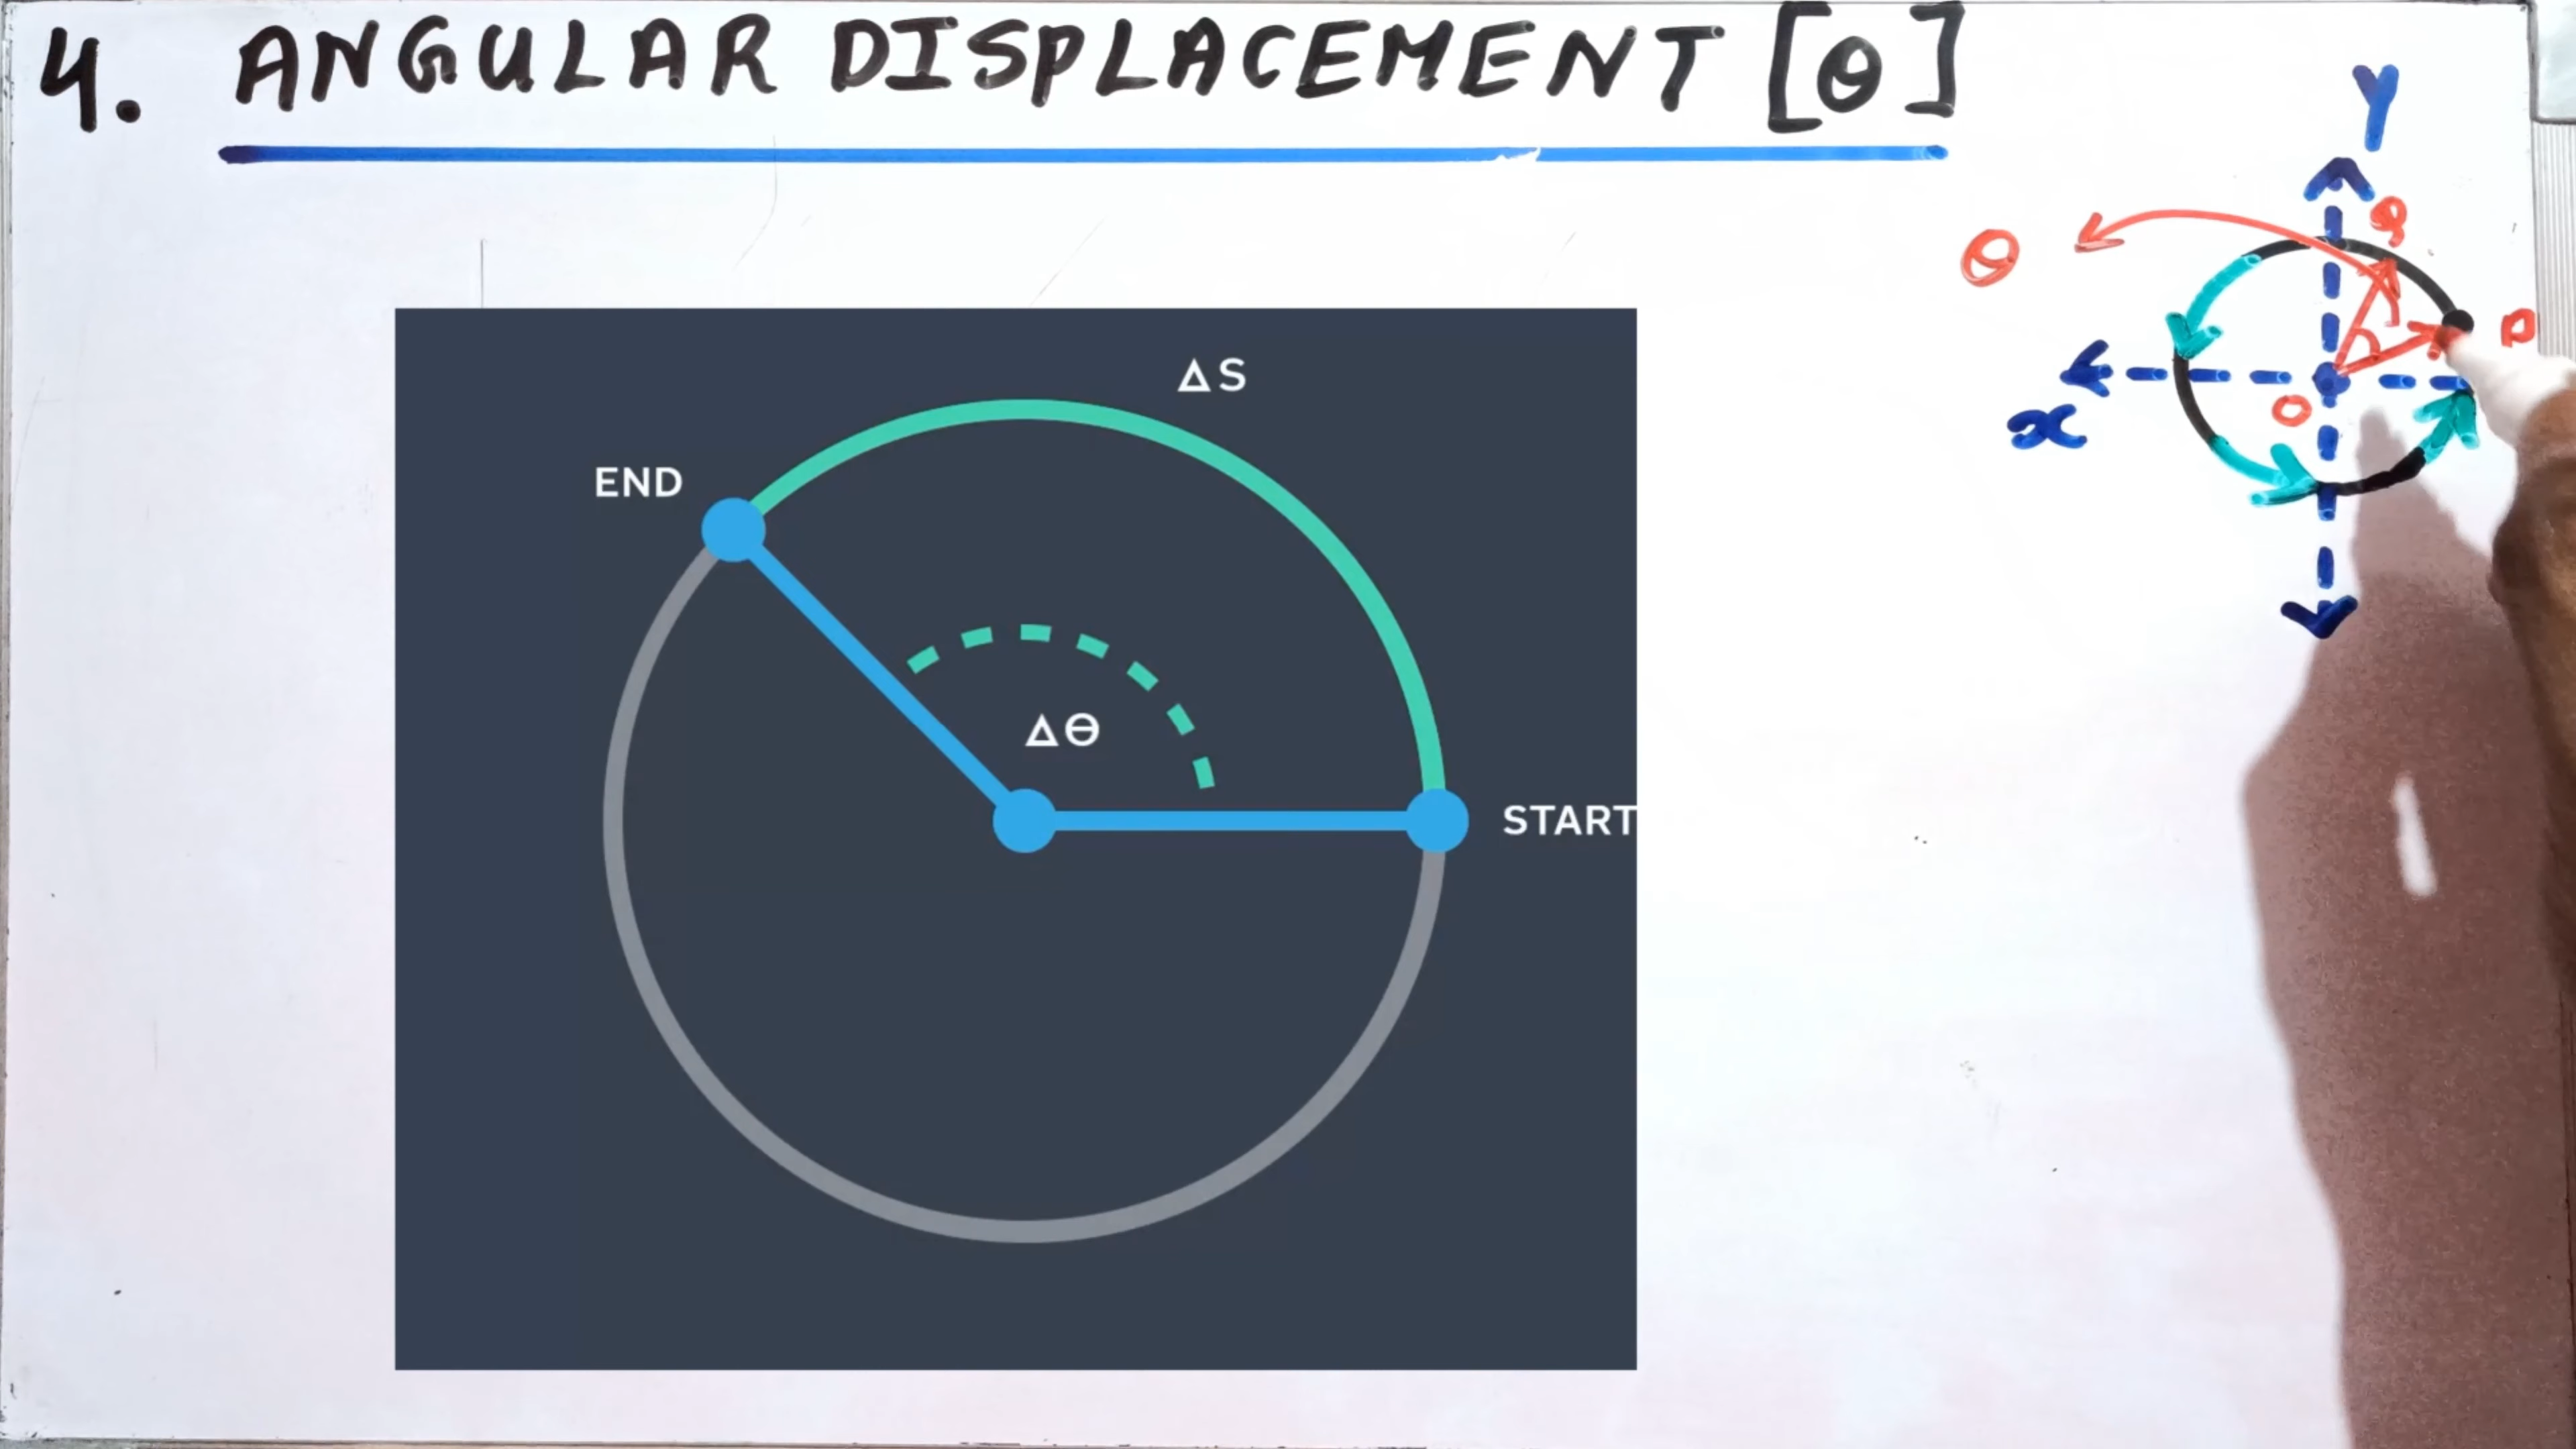 4. ANGULAR DISPLACEMENT [θ]
Y
Q
θ
P
O
x
ΔS
END
Δθ
START